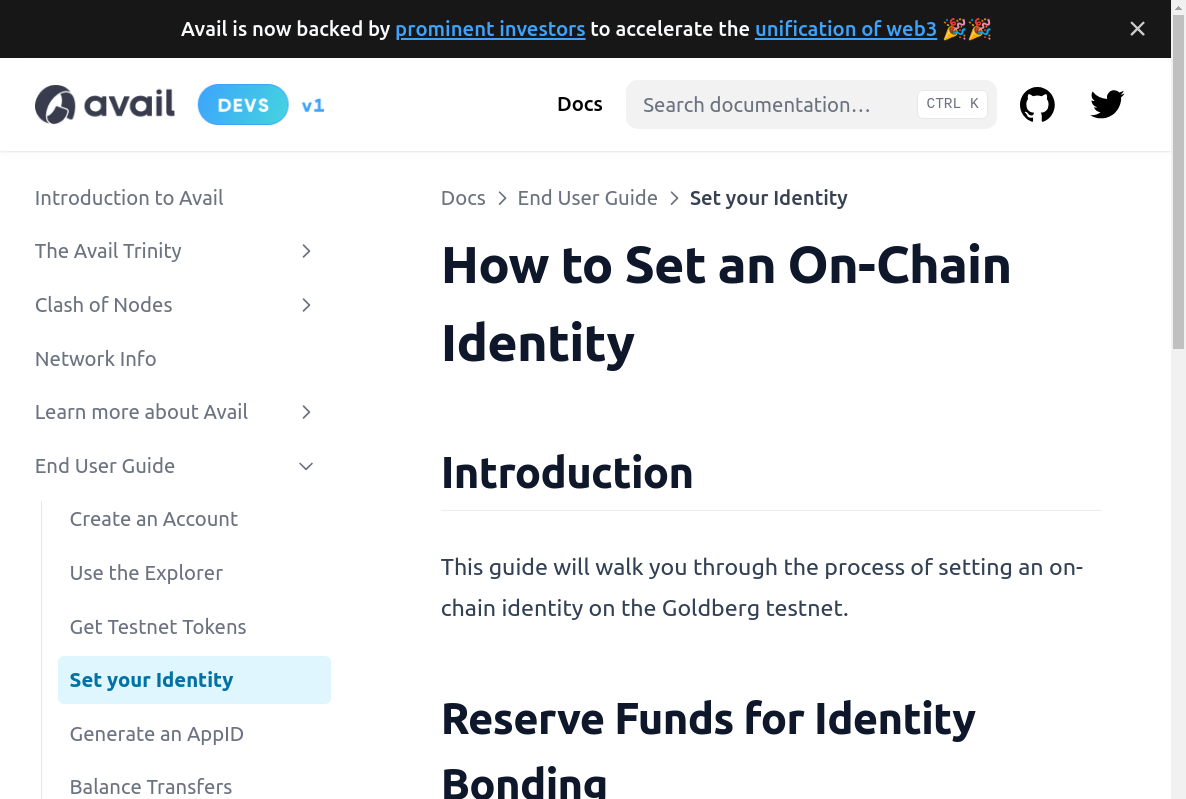 Avail is now backed by prominent investors to accelerate the unification of web3 🎉🎉
avail DEVS v1
Docs
Search documentation…
CTRL K
Introduction to Avail
The Avail Trinity
Clash of Nodes
Network Info
Learn more about Avail
End User Guide
Create an Account
Use the Explorer
Get Testnet Tokens
Set your Identity
Generate an AppID
Balance Transfers
Docs > End User Guide > Set your Identity
How to Set an On-Chain
Identity
Introduction
This guide will walk you through the process of setting an on-
chain identity on the Goldberg testnet.
Reserve Funds for Identity
Bonding